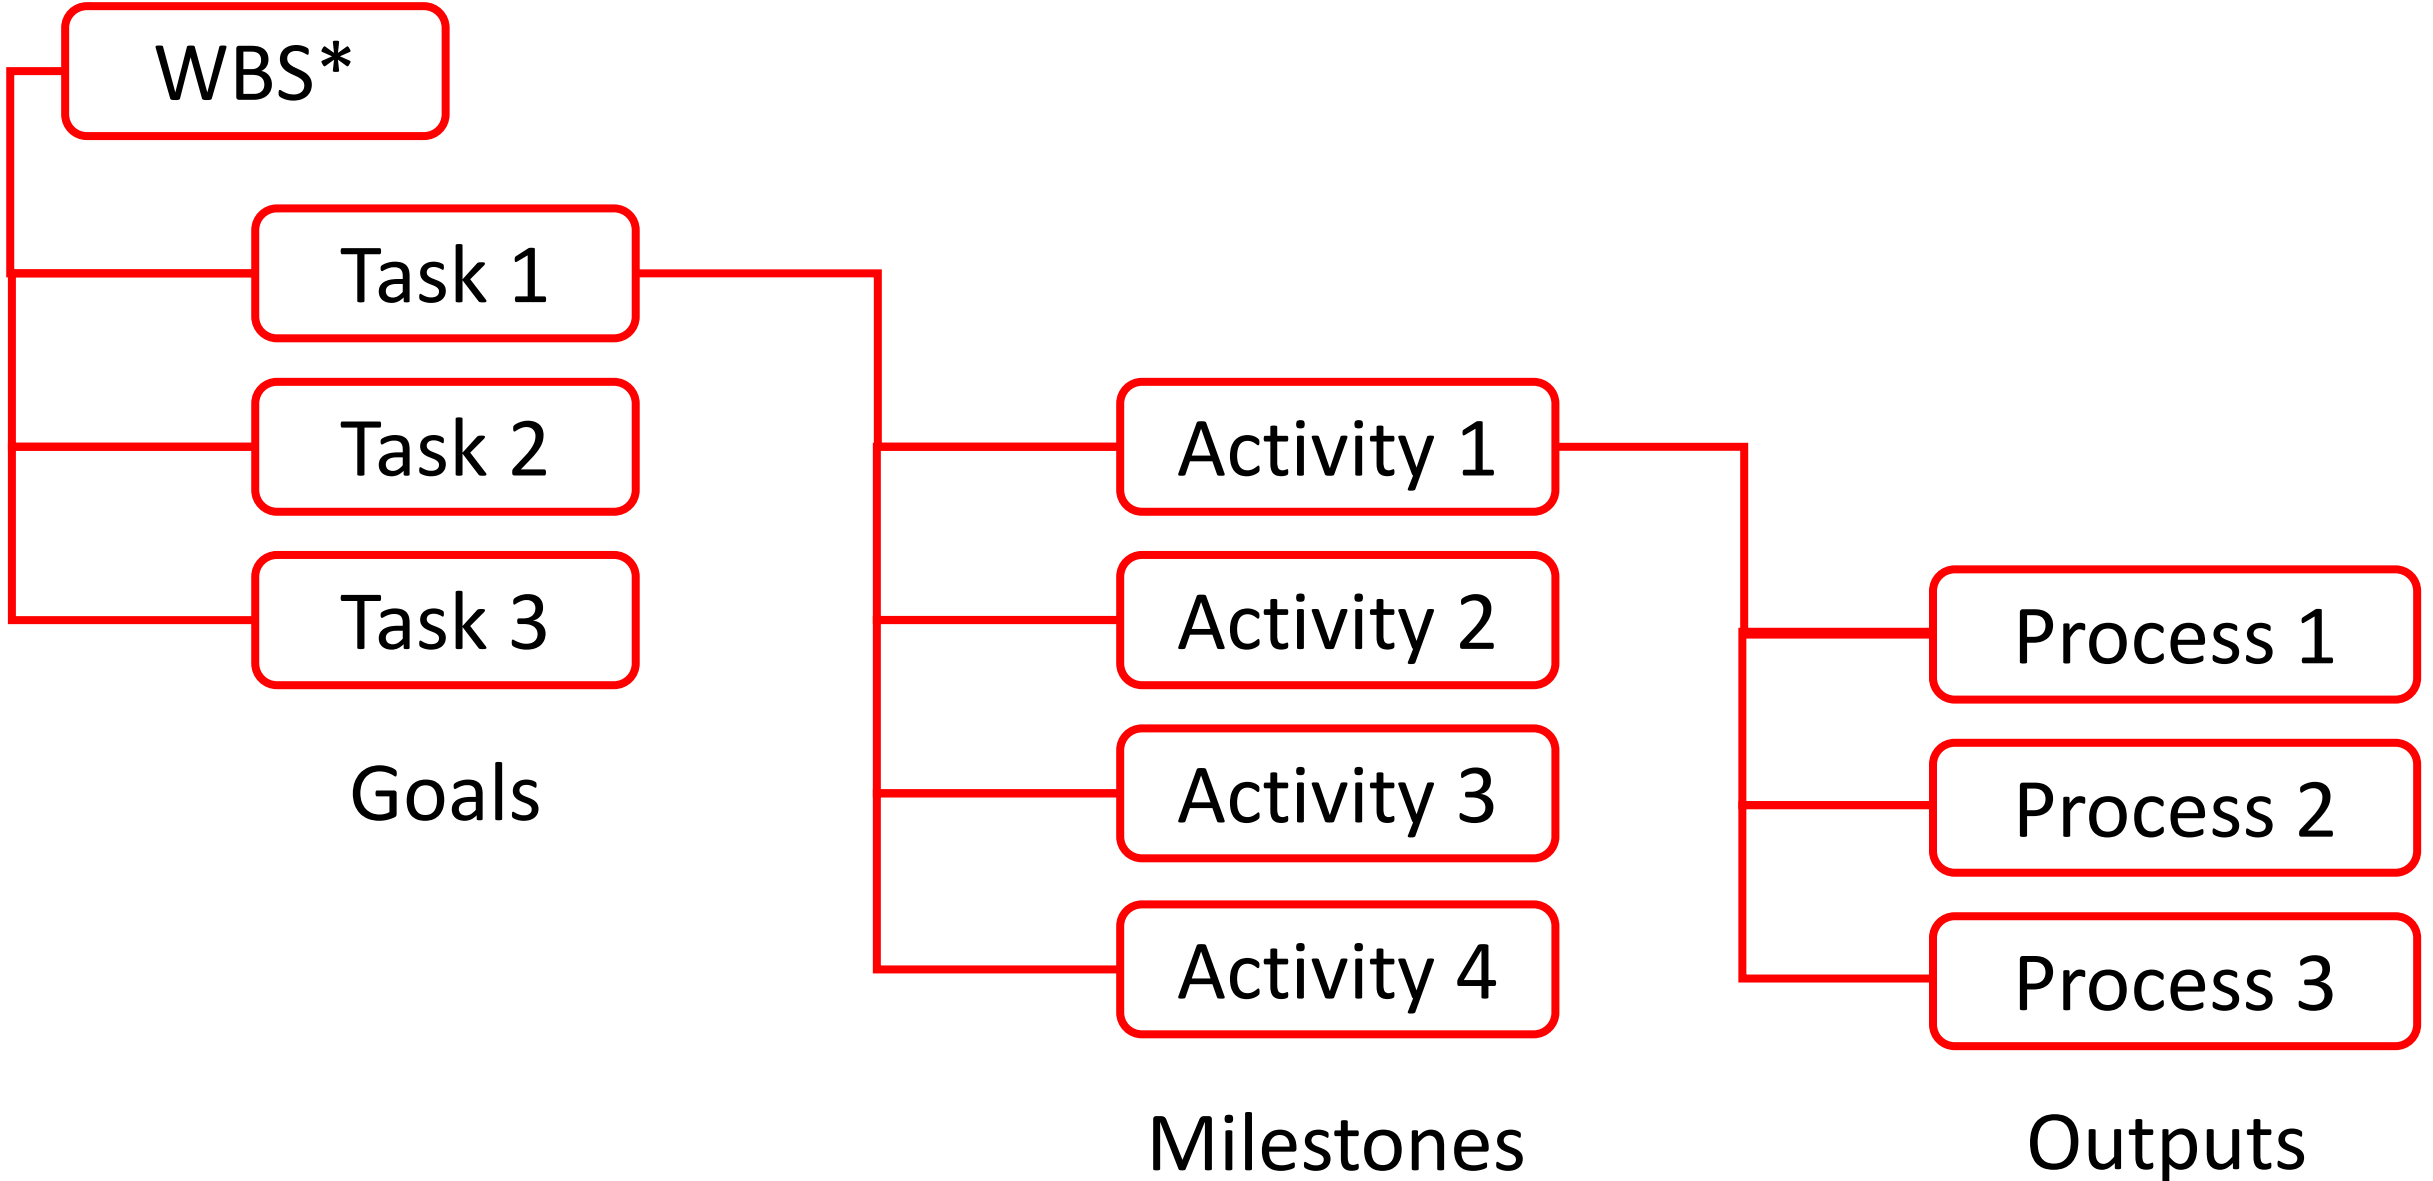 WBS*
Task 1
Task 2
Task 3
Goals
Activity 1
Activity 2
Activity 3
Activity 4
Milestones
Process 1
Process 2
Process 3
Outputs